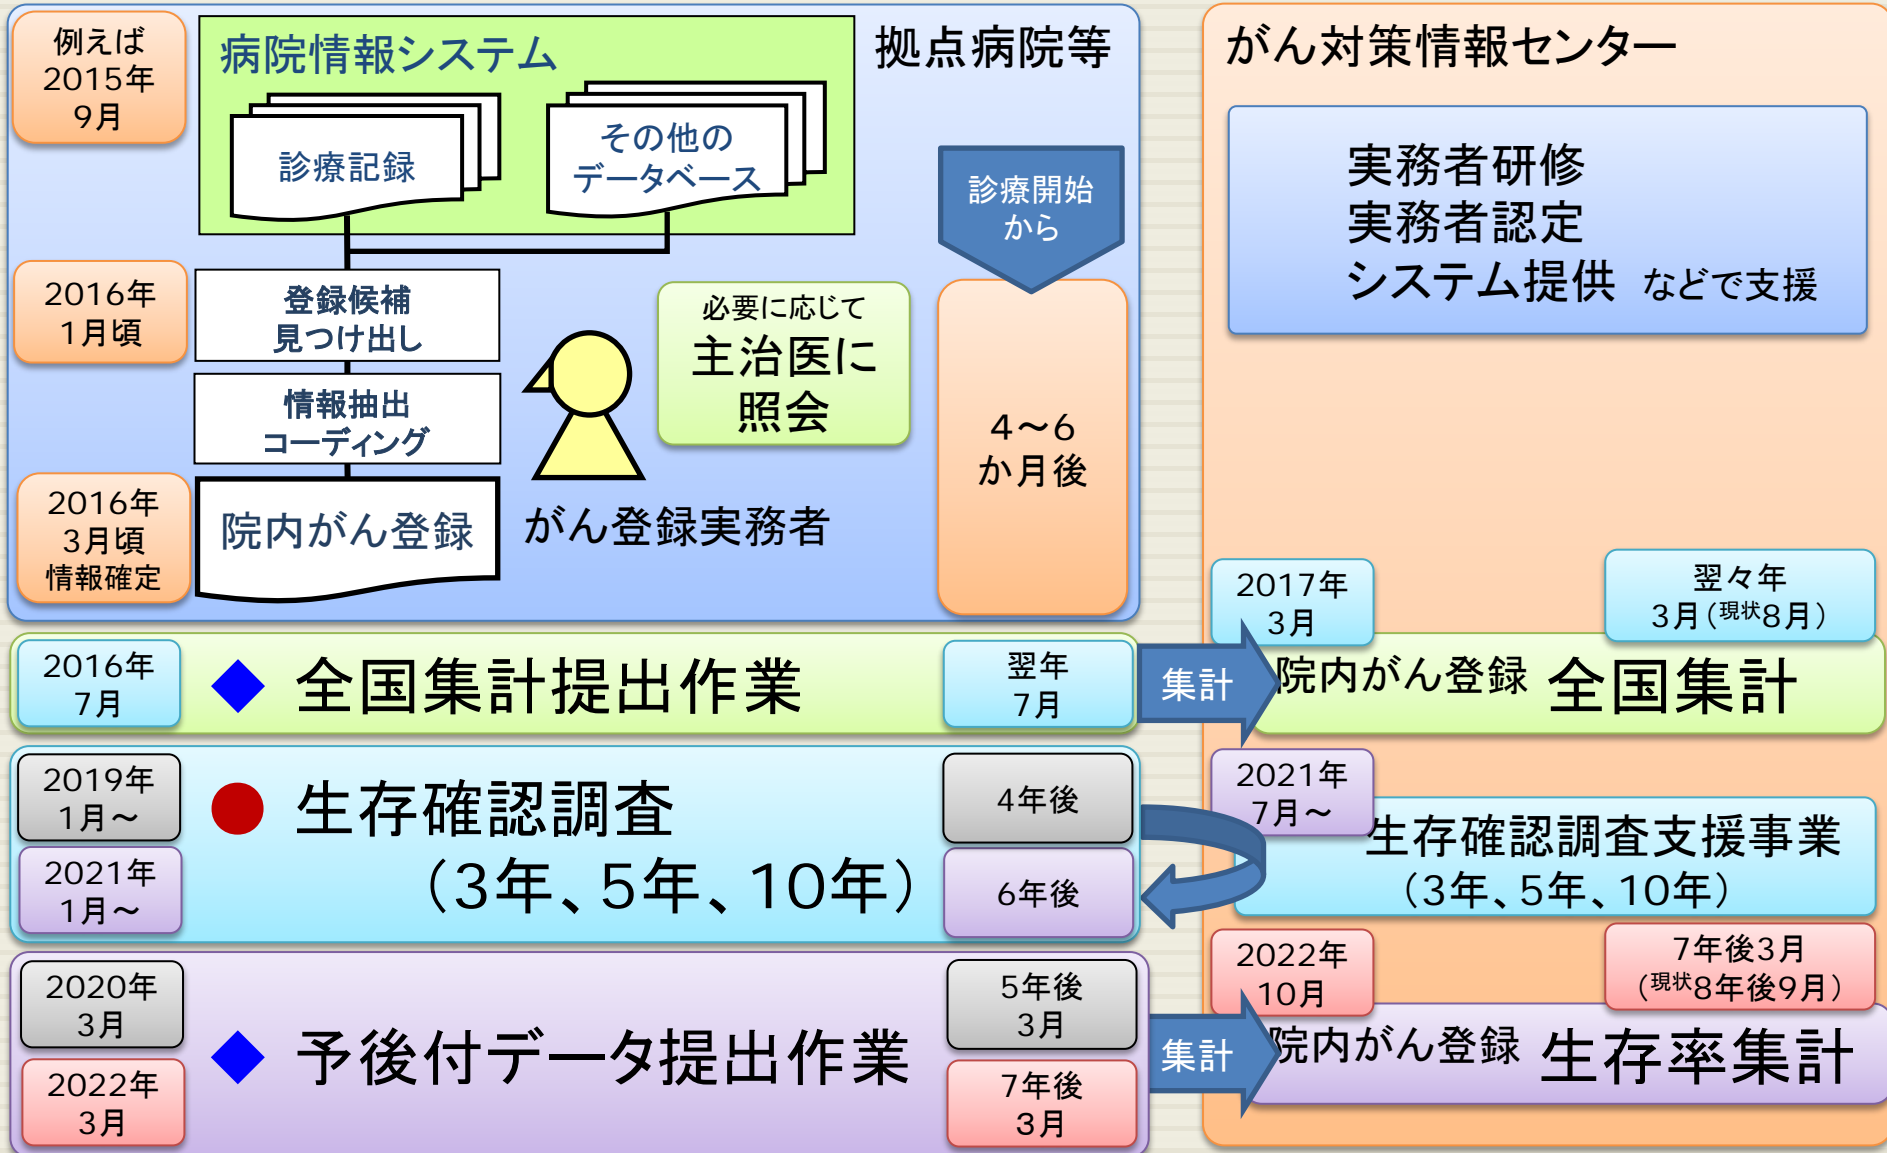 例えば
2015年
9月
病院情報システム
拠点病院等
診療記録
その他の
データベース
診療開始
から
2016年
1月頃
登録候補
見つけ出し
必要に応じて
主治医に
照会
情報抽出
コーディング
4～6
か月後
2016年
3月頃
情報確定
院内がん登録
がん登録実務者
がん対策情報センター
実務者研修
実務者認定
システム提供 などで支援
2016年
7月
◆ 全国集計提出作業
翌年
7月
集計
2017年
3月
翌々年
3月（現状8月）
院内がん登録 全国集計
2019年
1月～
2021年
1月～
● 生存確認調査
（3年、5年、10年）
4年後
6年後
2021年
7月～
生存確認調査支援事業
（3年、5年、10年）
2020年
3月
2022年
3月
◆ 予後付データ提出作業
5年後
3月
7年後
3月
集計
2022年
10月
7年後3月
（現状8年後9月）
院内がん登録 生存率集計